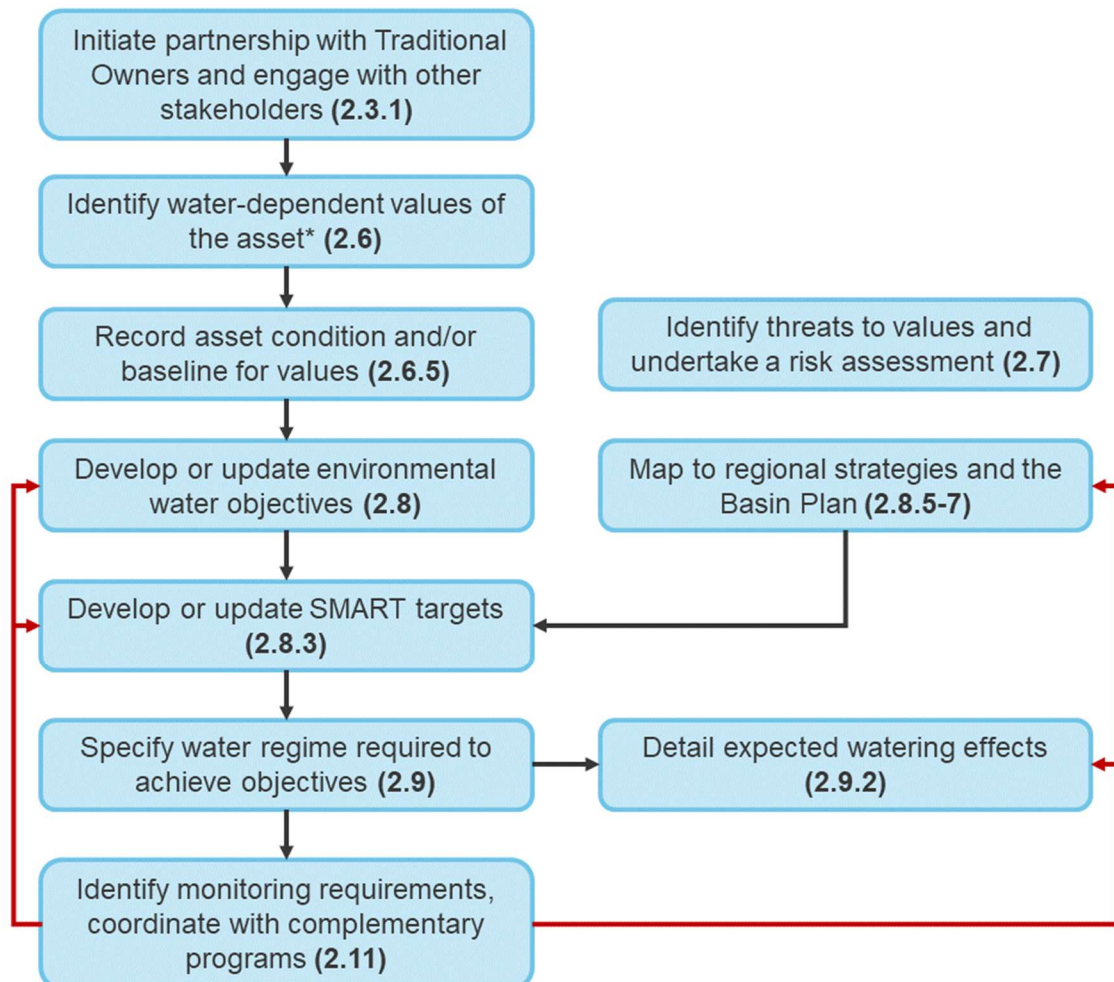 Initiate partnership with Traditional
Owners and engage with other
stakeholders (2.3.1)
Identify water-dependent values of
the asset* (2.6)
Record asset condition and/or
baseline for values (2.6.5)
Identify threats to values and
undertake a risk assessment (2.7)
Develop or update environmental
water objectives (2.8)
Map to regional strategies and the
Basin Plan (2.8.5-7)
Develop or update SMART targets
(2.8.3)
Specify water regime required to
achieve objectives (2.9)
Detail expected watering effects
(2.9.2)
Identify monitoring requirements,
coordinate with complementary
programs (2.11)